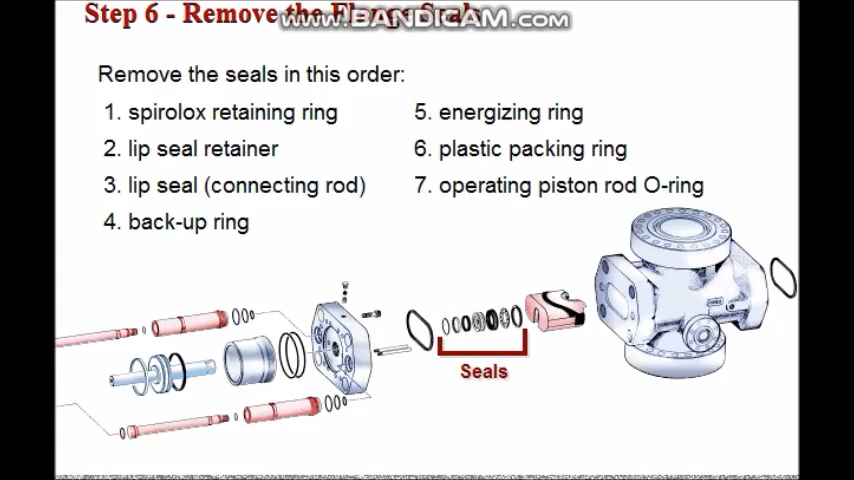 www.BANDICAM.com
Step 6 - Remove the Flange Seals
Remove the seals in this order:
1. spirolox retaining ring
2. lip seal retainer
3. lip seal (connecting rod)
4. back-up ring
5. energizing ring
6. plastic packing ring
7. operating piston rod O-ring
Seals